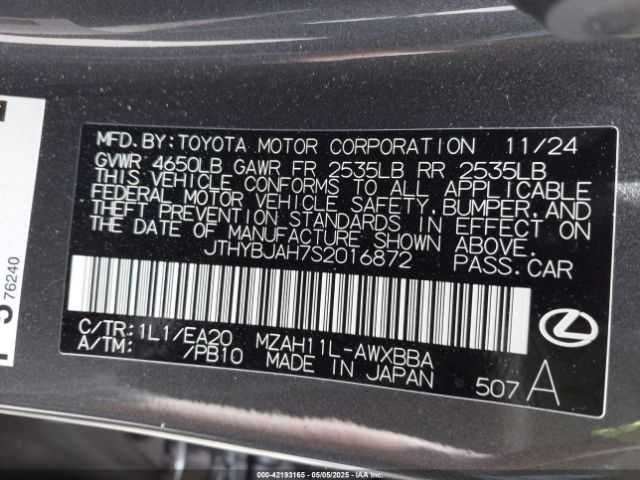 MFD.BY:TOYOTA MOTOR CORPORATION 11/24
GVWR 4650LB GAWR FR 2535LB RR 2535LB
THIS VEHICLE CONFORMS TO ALL APPLICABLE
FEDERAL MOTOR VEHICLE SAFETY,BUMPER,AND
THEFT PREVENTION STANDARDS IN EFFECT ON
THE DATE OF MANUFACTURE SHOWN ABOVE.
JTHYBJAH7S2016872 PASS.CAR
C/TR:1L1/EA20 MZAH11L-AWXBBA
A/TM: /PB10 MADE IN JAPAN
507 A
76240
000-42193165 - 05/05/2025 - IAAI.COM